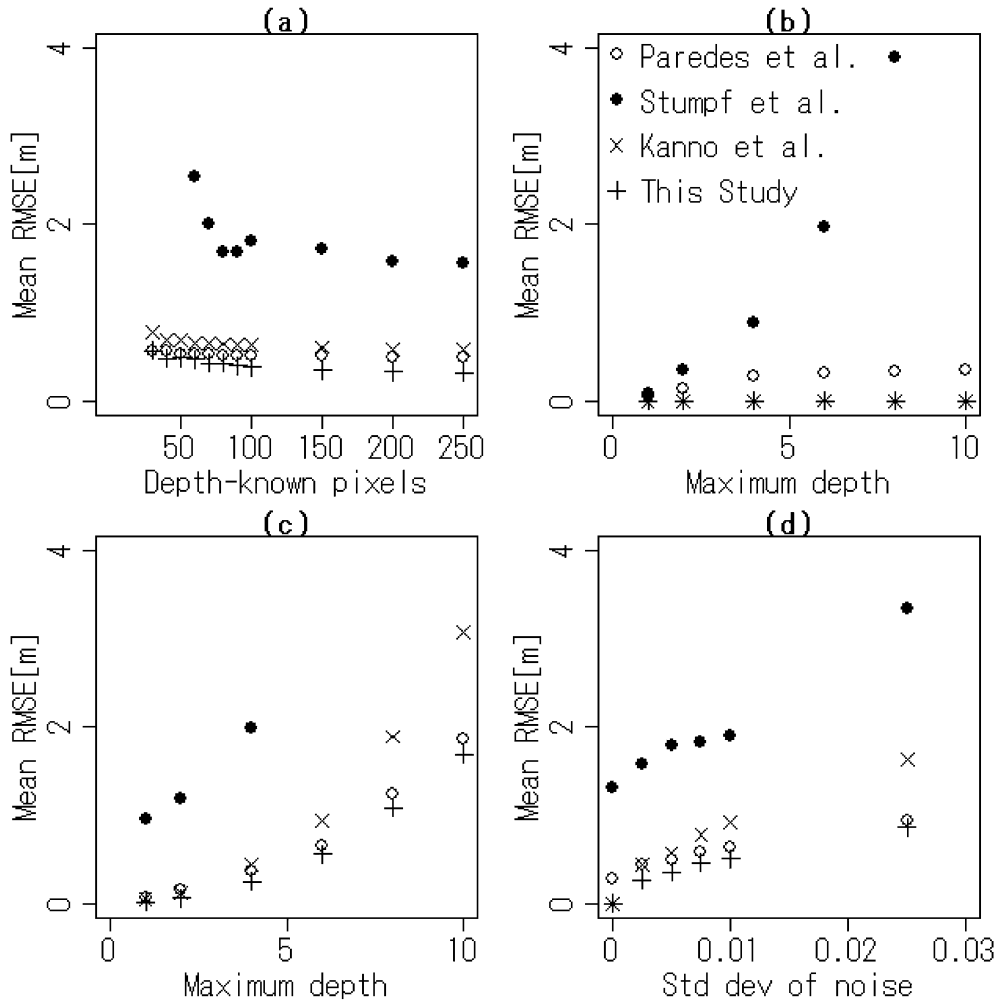 (a)
4
2
0
Mean RMSE[m]
50 100 150 200 250
Depth-known pixels
(b)
4
2
0
Mean RMSE[m]
Paredes et al.
Stumpf et al.
Kanno et al.
This Study
0 5 10
Maximum depth
(c)
4
2
0
Mean RMSE[m]
0 5 10
Maximum depth
(d)
4
2
0
Mean RMSE[m]
0 0.01 0.02 0.03
Std dev of noise